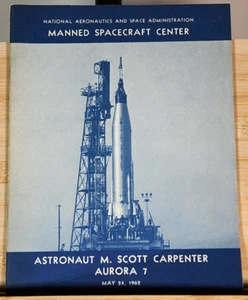 NATIONAL AERONAUTICS AND SPACE ADMINISTRATION
MANNED SPACECRAFT CENTER
ASTRONAUT M. SCOTT CARPENTER
AURORA 7
MAY 24, 1962